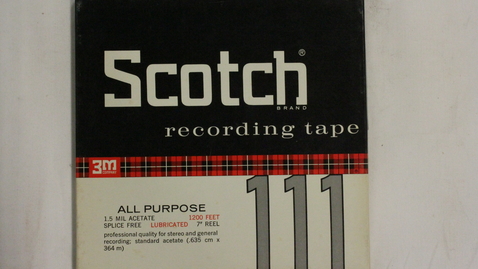 Scotch®
BRAND
recording tape
3M
COMPANY
ALL PURPOSE
1.5 MIL ACETATE 1200 FEET
SPLICE FREE LUBRICATED 7" REEL
professional quality for stereo and general
recording; standard acetate (.635 cm x
364 m)
111